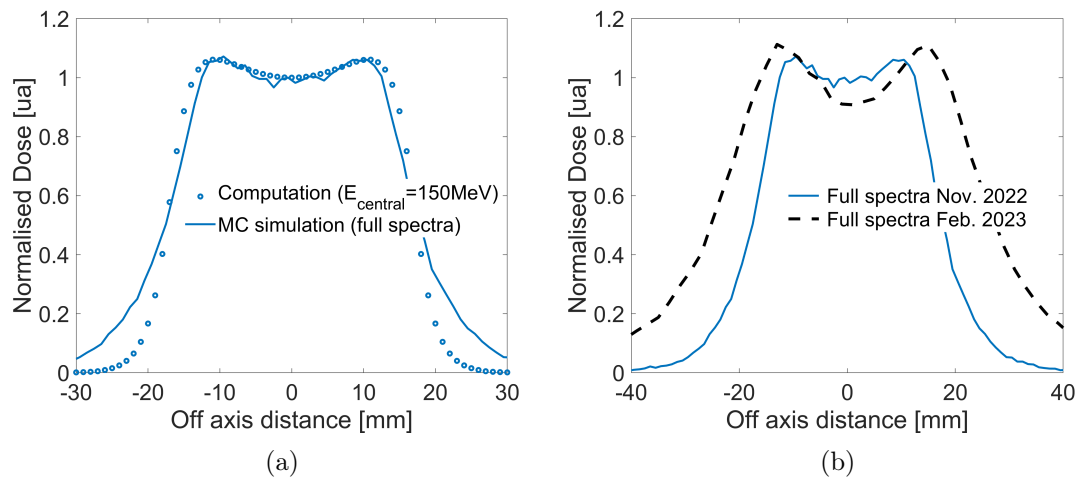 1.2
1
0.8
0.6
0.4
0.2
0
Normalised Dose [ua]
Computation (E_central=150MeV)
MC simulation (full spectra)
-30 -20 -10 0 10 20 30
Off axis distance [mm]
(a)
1.2
1
0.8
0.6
0.4
0.2
0
Normalised Dose [ua]
Full spectra Nov. 2022
Full spectra Feb. 2023
-40 -20 0 20 40
Off axis distance [mm]
(b)